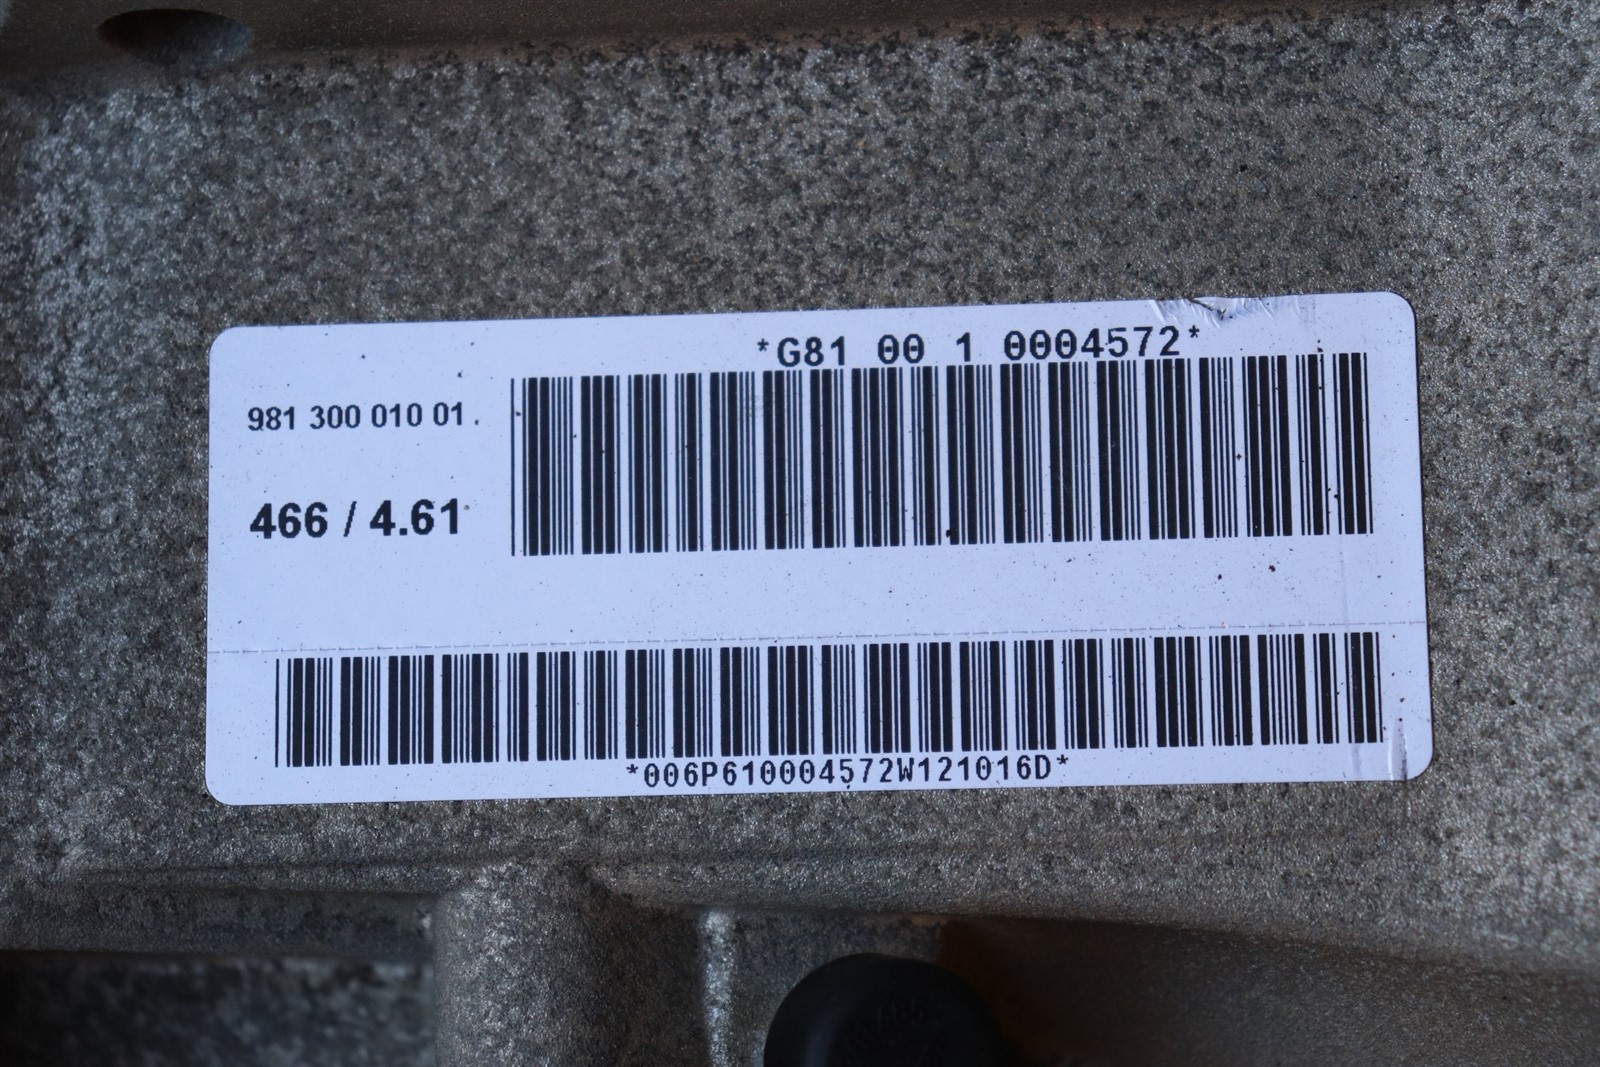 *G81 00 1 0004572*
981 300 010 01.
466 / 4.61
*006P610004572W121016D*